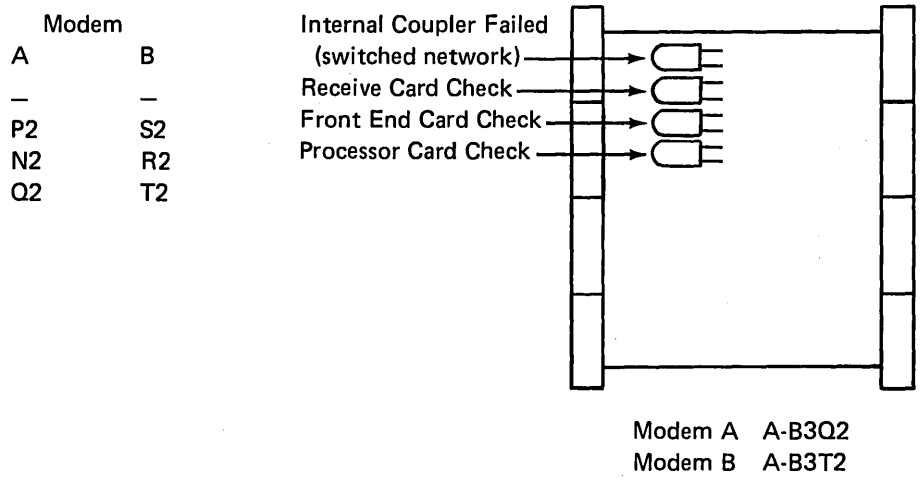 Modem
A B
– –
P2 S2
N2 R2
Q2 T2
Internal Coupler Failed
(switched network)
Receive Card Check
Front End Card Check
Processor Card Check
Modem A A-B3Q2
Modem B A-B3T2